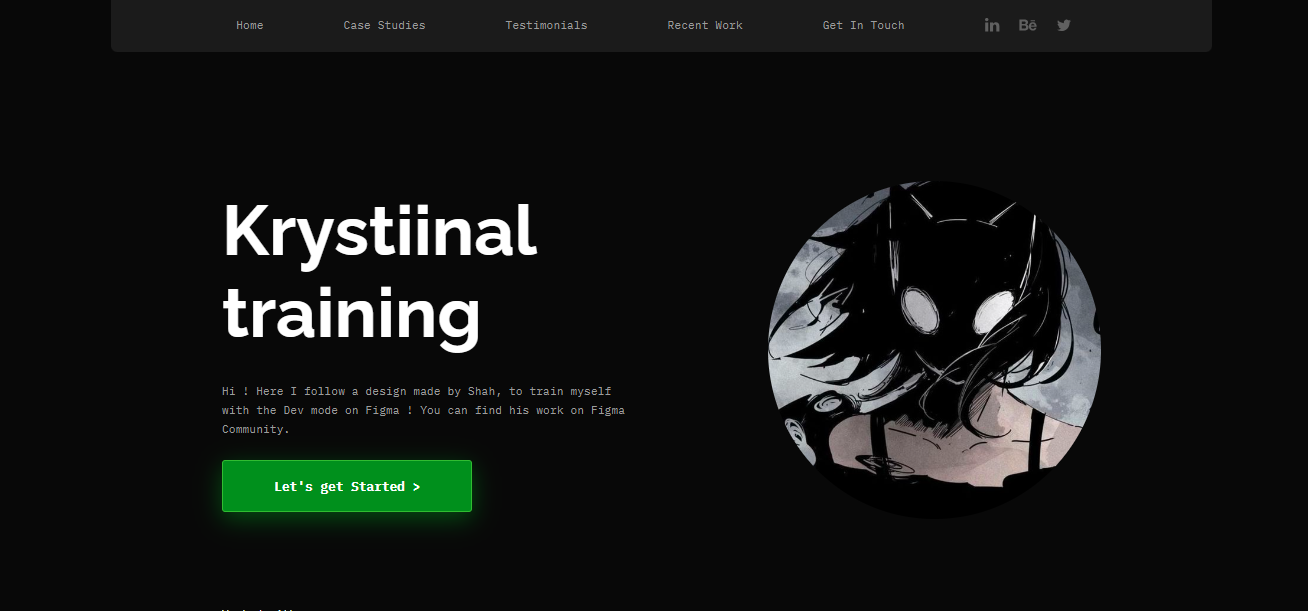 Home
Case Studies
Testimonials
Recent Work
Get In Touch
in
Bē
Krystiinal
training
Hi ! Here I follow a design made by Shah, to train myself
with the Dev mode on Figma ! You can find his work on Figma
Community.
Let's get Started >